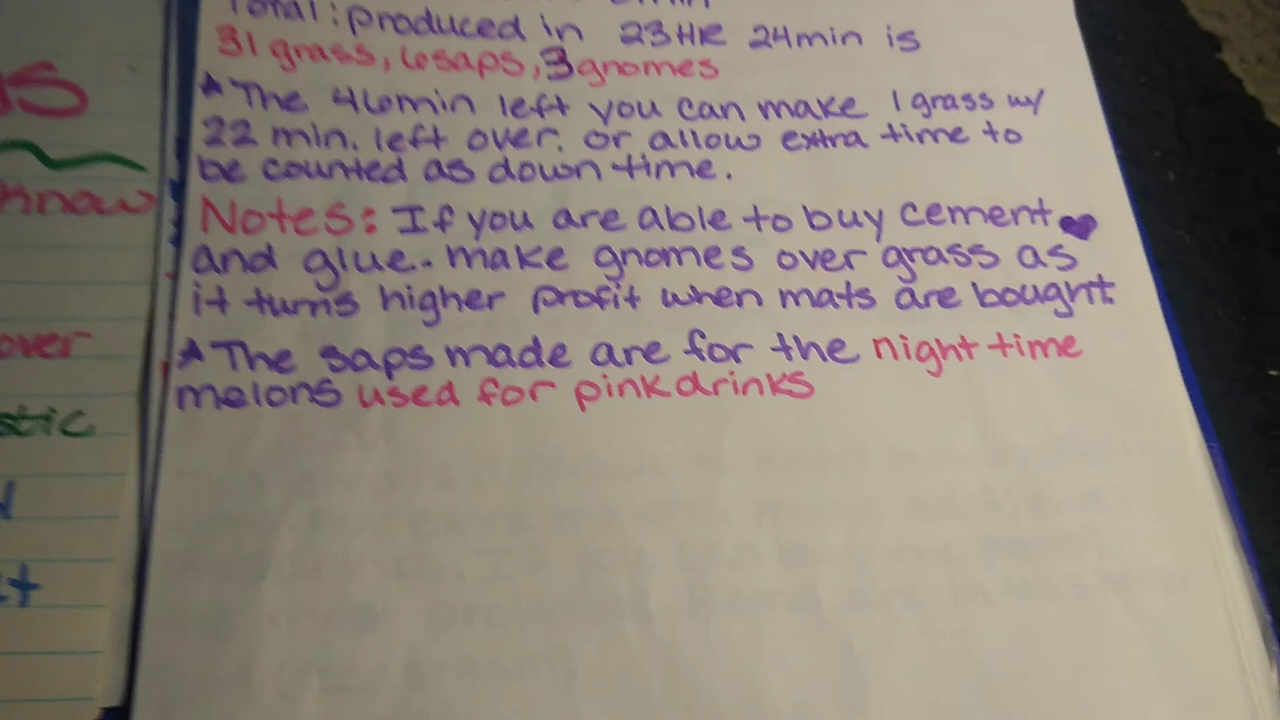 Total: produced in 23HR 24min is
31 grass, 6saps, 3gnomes
*The 46min left you can make 1 grass w/
22 min. left over. or allow extra time to
be counted as down time.
Notes: If you are able to buy cement
and glue. make gnomes over grass as
it turns higher profit when mats are bought.
*The saps made are for the night time
melons used for pink drinks
know
over